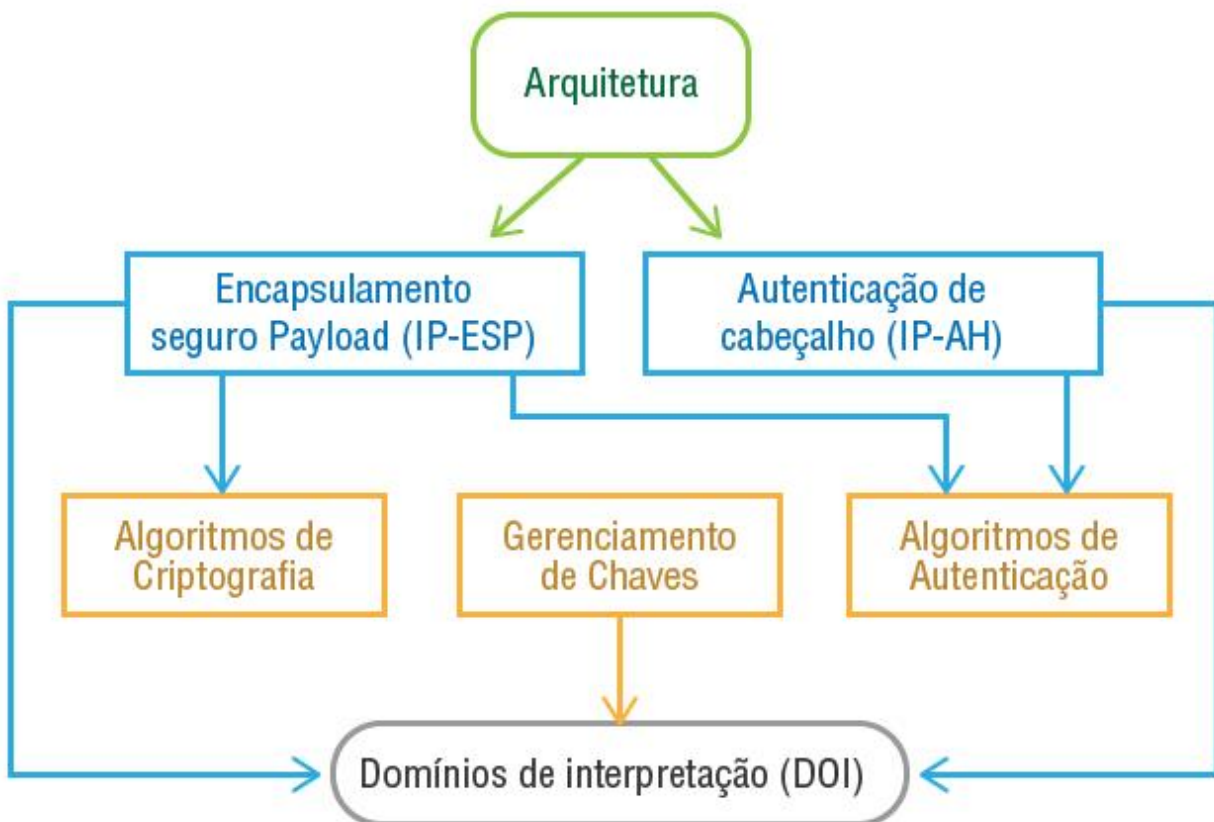 Arquitetura
Encapsulamento
seguro Payload (IP-ESP)
Autenticação de
cabeçalho (IP-AH)
Algoritmos de
Criptografia
Gerenciamento
de Chaves
Algoritmos de
Autenticação
Domínios de interpretação (DOI)